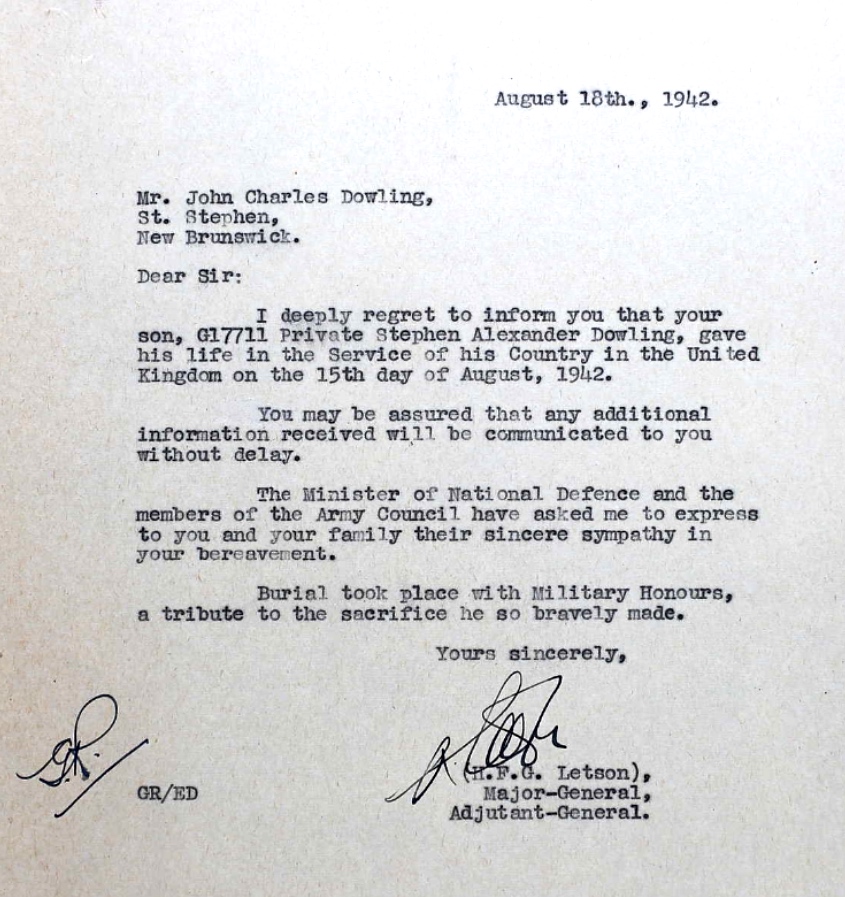 August 18th., 1942.
Mr. John Charles Dowling,
St. Stephen,
New Brunswick.
Dear Sir:
I deeply regret to inform you that your
son, G17711 Private Stephen Alexander Dowling, gave
his life in the Service of his Country in the United
Kingdom on the 15th day of August, 1942.
You may be assured that any additional
information received will be communicated to you
without delay.
The Minister of National Defence and the
members of the Army Council have asked me to express
to you and your family their sincere sympathy in
your bereavement.
Burial took place with Military Honours,
a tribute to the sacrifice he so bravely made.
Yours sincerely,
G.R.
(H.F.G. Letson),
GR/ED Major-General,
Adjutant-General.